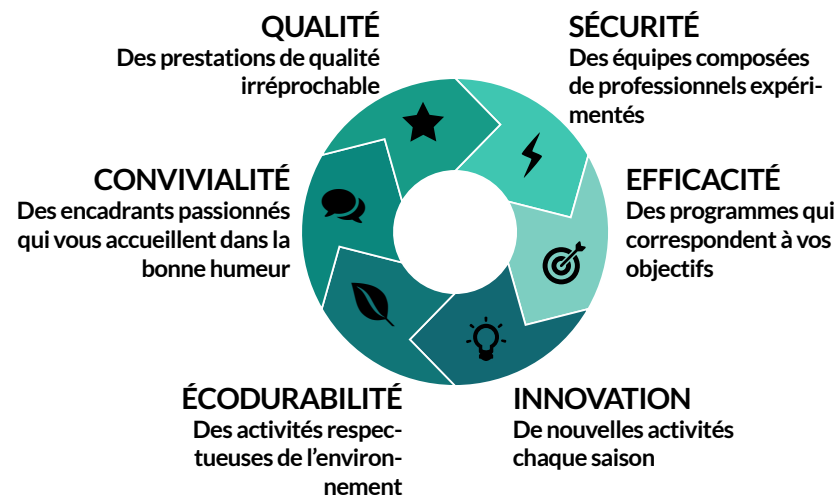 QUALITÉ
Des prestations de qualité
irréprochable
SÉCURITÉ
Des équipes composées
de professionnels expéri-
mentés
CONVIVIALITÉ
Des encadrants passionnés
qui vous accueillent dans la
bonne humeur
EFFICACITÉ
Des programmes qui
correspondent à vos
objectifs
ÉCODURABILITÉ
Des activités respec-
tueuses de l’environ-
nement
INNOVATION
De nouvelles activités
chaque saison